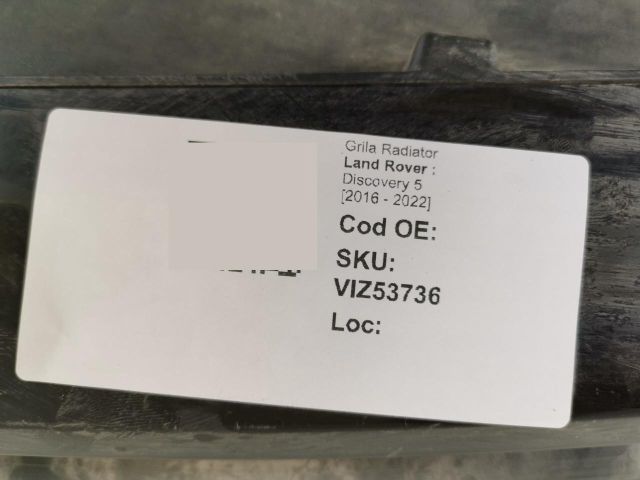 Grila Radiator
Land Rover :
Discovery 5
[2016 - 2022]
Cod OE:
SKU:
VIZ53736
Loc: